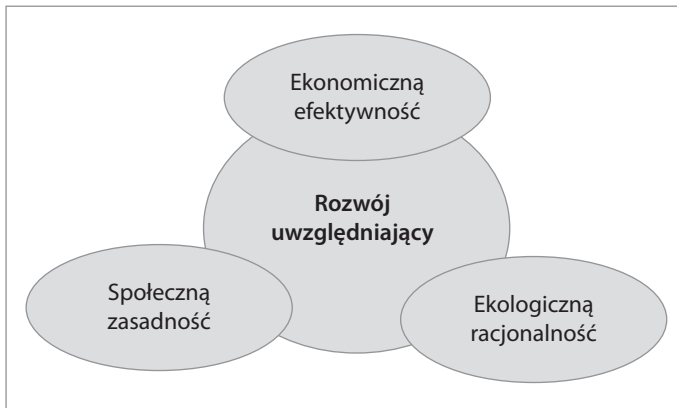 Ekonomiczną
efektywność
Rozwój
uwzględniający
Społeczną
zasadność
Ekologiczną
racjonalność